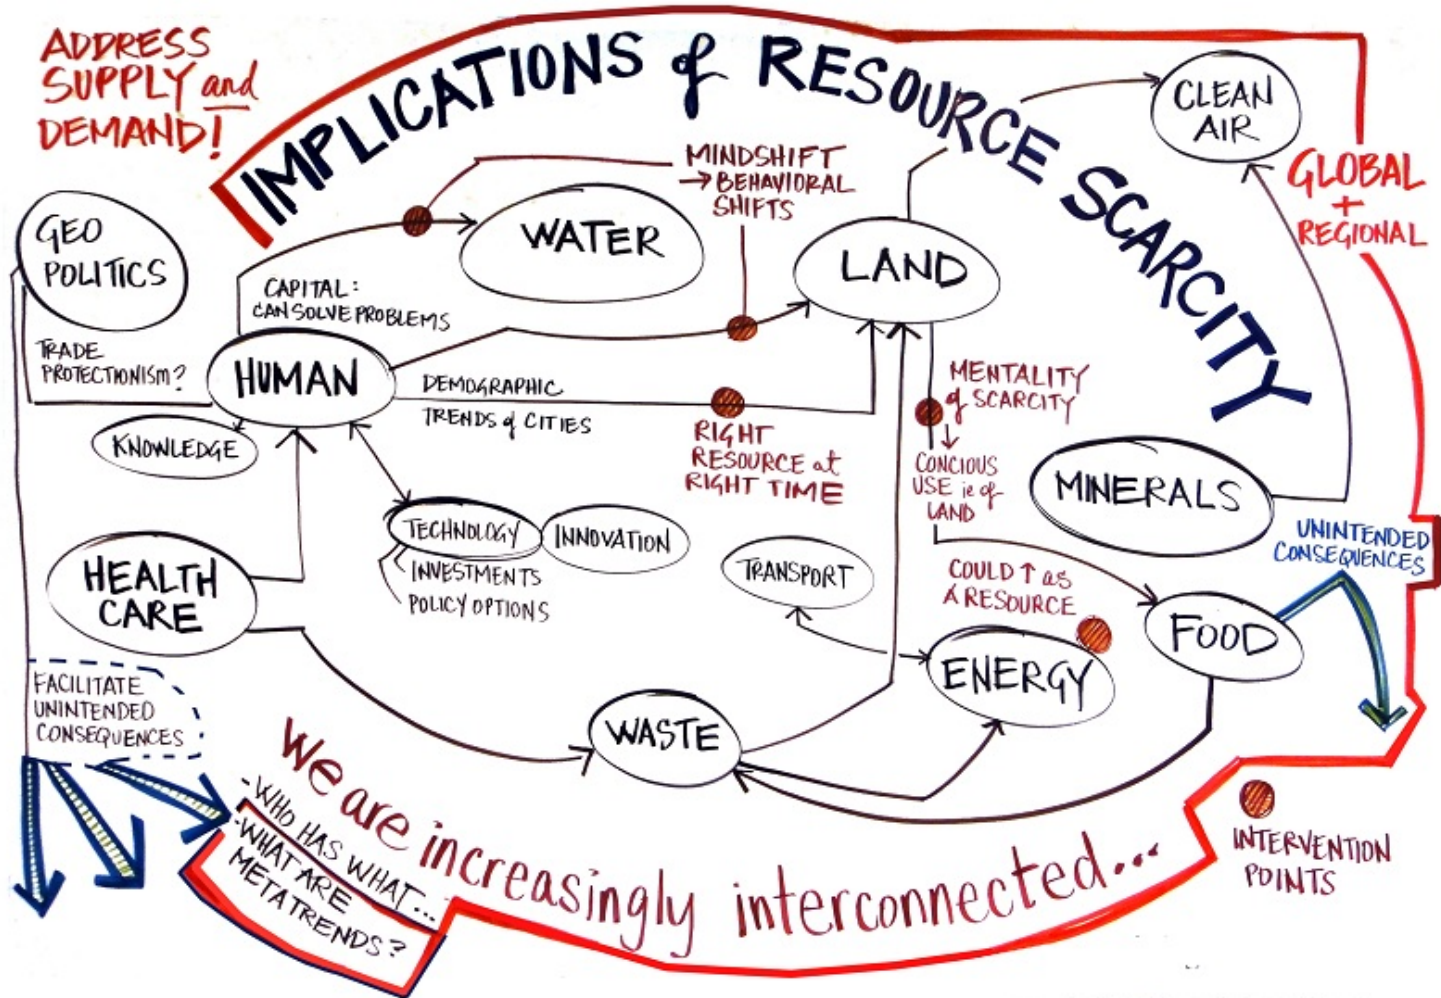 ADDRESS
SUPPLY and
DEMAND!
IMPLICATIONS of RESOURCE SCARCITY
CLEAN
AIR
GLOBAL
+
REGIONAL
MINDSHIFT
→ BEHAVIORAL
SHIFTS
GEO
POLITICS
WATER
LAND
CAPITAL:
CAN SOLVE PROBLEMS
TRADE
PROTECTIONISM?
HUMAN
DEMOGRAPHIC
TRENDS of CITIES
KNOWLEDGE
RIGHT
RESOURCE at
RIGHT TIME
MENTALITY
of SCARCITY
↓
CONCIOUS
USE ie of
LAND
MINERALS
UNINTENDED
CONSEQUENCES
TECHNOLOGY
INNOVATION
INVESTMENTS
POLICY OPTIONS
TRANSPORT
COULD ↑ as
A RESOURCE
HEALTH
CARE
FOOD
ENERGY
WASTE
FACILITATE
UNINTENDED
CONSEQUENCES
- WHO HAS WHAT...
- WHAT ARE
METATRENDS?
We are increasingly interconnected...
INTERVENTION
POINTS